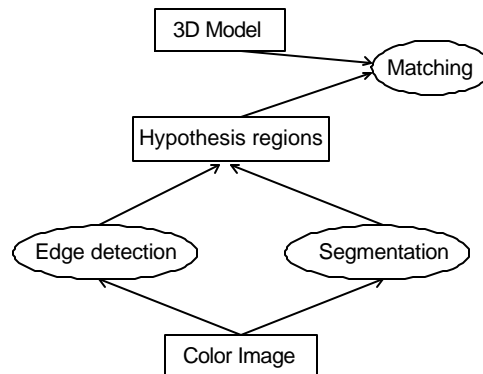 3D Model
Matching
Hypothesis regions
Edge detection
Segmentation
Color Image